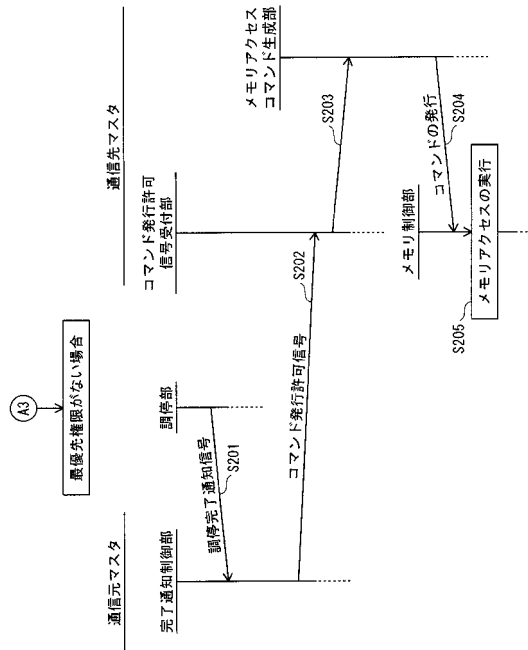 A3
最優先権限がない場合
通信元マスタ
通信先マスタ
完了通知制御部
調停部
コマンド発行許可
信号受付部
メモリアクセス
コマンド生成部
調停完了通知信号
S201
コマンド発行許可信号
S202
S203
メモリ制御部
コマンドの発行
S204
S205
メモリアクセスの実行